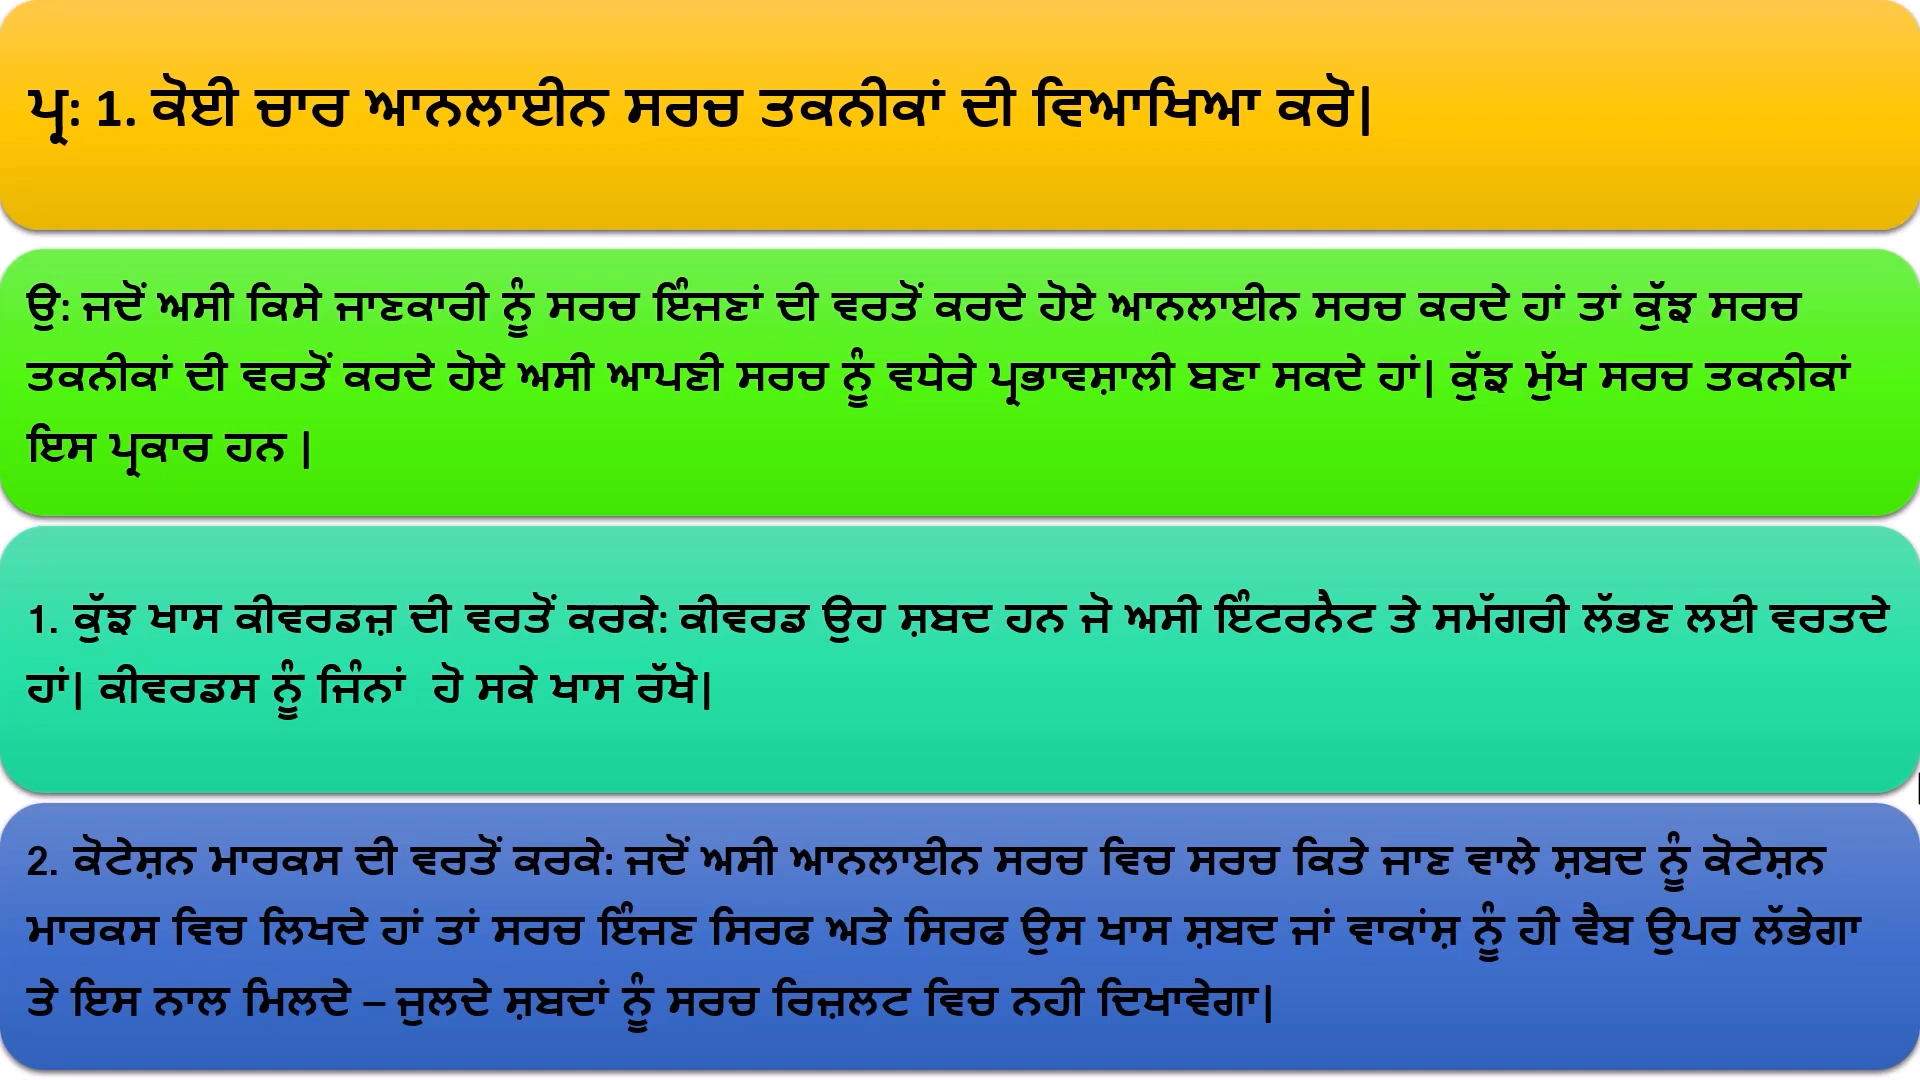 ਪ੍ਰ: 1. ਕੋਈ ਚਾਰ ਆਨਲਾਈਨ ਸਰਚ ਤਕਨੀਕਾਂ ਦੀ ਵਿਆਖਿਆ ਕਰੋ|
ਉ: ਜਦੋਂ ਅਸੀ ਕਿਸੇ ਜਾਣਕਾਰੀ ਨੂੰ ਸਰਚ ਇੰਜਣਾਂ ਦੀ ਵਰਤੋਂ ਕਰਦੇ ਹੋਏ ਆਨਲਾਈਨ ਸਰਚ ਕਰਦੇ ਹਾਂ ਤਾਂ ਕੁੱਝ ਸਰਚ
ਤਕਨੀਕਾਂ ਦੀ ਵਰਤੋਂ ਕਰਦੇ ਹੋਏ ਅਸੀ ਆਪਣੀ ਸਰਚ ਨੂੰ ਵਧੇਰੇ ਪ੍ਰਭਾਵਸ਼ਾਲੀ ਬਣਾ ਸਕਦੇ ਹਾਂ| ਕੁੱਝ ਮੁੱਖ ਸਰਚ ਤਕਨੀਕਾਂ
ਇਸ ਪ੍ਰਕਾਰ ਹਨ |
1. ਕੁੱਝ ਖਾਸ ਕੀਵਰਡਜ਼ ਦੀ ਵਰਤੋਂ ਕਰਕੇ: ਕੀਵਰਡ ਉਹ ਸ਼ਬਦ ਹਨ ਜੋ ਅਸੀ ਇੰਟਰਨੈਟ ਤੇ ਸਮੱਗਰੀ ਲੱਭਣ ਲਈ ਵਰਤਦੇ
ਹਾਂ| ਕੀਵਰਡਸ ਨੂੰ ਜਿੰਨਾਂ  ਹੋ ਸਕੇ ਖਾਸ ਰੱਖੋ|
2. ਕੋਟੇਸ਼ਨ ਮਾਰਕਸ ਦੀ ਵਰਤੋਂ ਕਰਕੇ: ਜਦੋਂ ਅਸੀ ਆਨਲਾਈਨ ਸਰਚ ਵਿਚ ਸਰਚ ਕਿਤੇ ਜਾਣ ਵਾਲੇ ਸ਼ਬਦ ਨੂੰ ਕੋਟੇਸ਼ਨ
ਮਾਰਕਸ ਵਿਚ ਲਿਖਦੇ ਹਾਂ ਤਾਂ ਸਰਚ ਇੰਜਣ ਸਿਰਫ ਅਤੇ ਸਿਰਫ ਉਸ ਖਾਸ ਸ਼ਬਦ ਜਾਂ ਵਾਕਾਂਸ਼ ਨੂੰ ਹੀ ਵੈਬ ਉਪਰ ਲੱਭੇਗਾ
ਤੇ ਇਸ ਨਾਲ ਮਿਲਦੇ – ਜੁਲਦੇ ਸ਼ਬਦਾਂ ਨੂੰ ਸਰਚ ਰਿਜ਼ਲਟ ਵਿਚ ਨਹੀ ਦਿਖਾਵੇਗਾ|